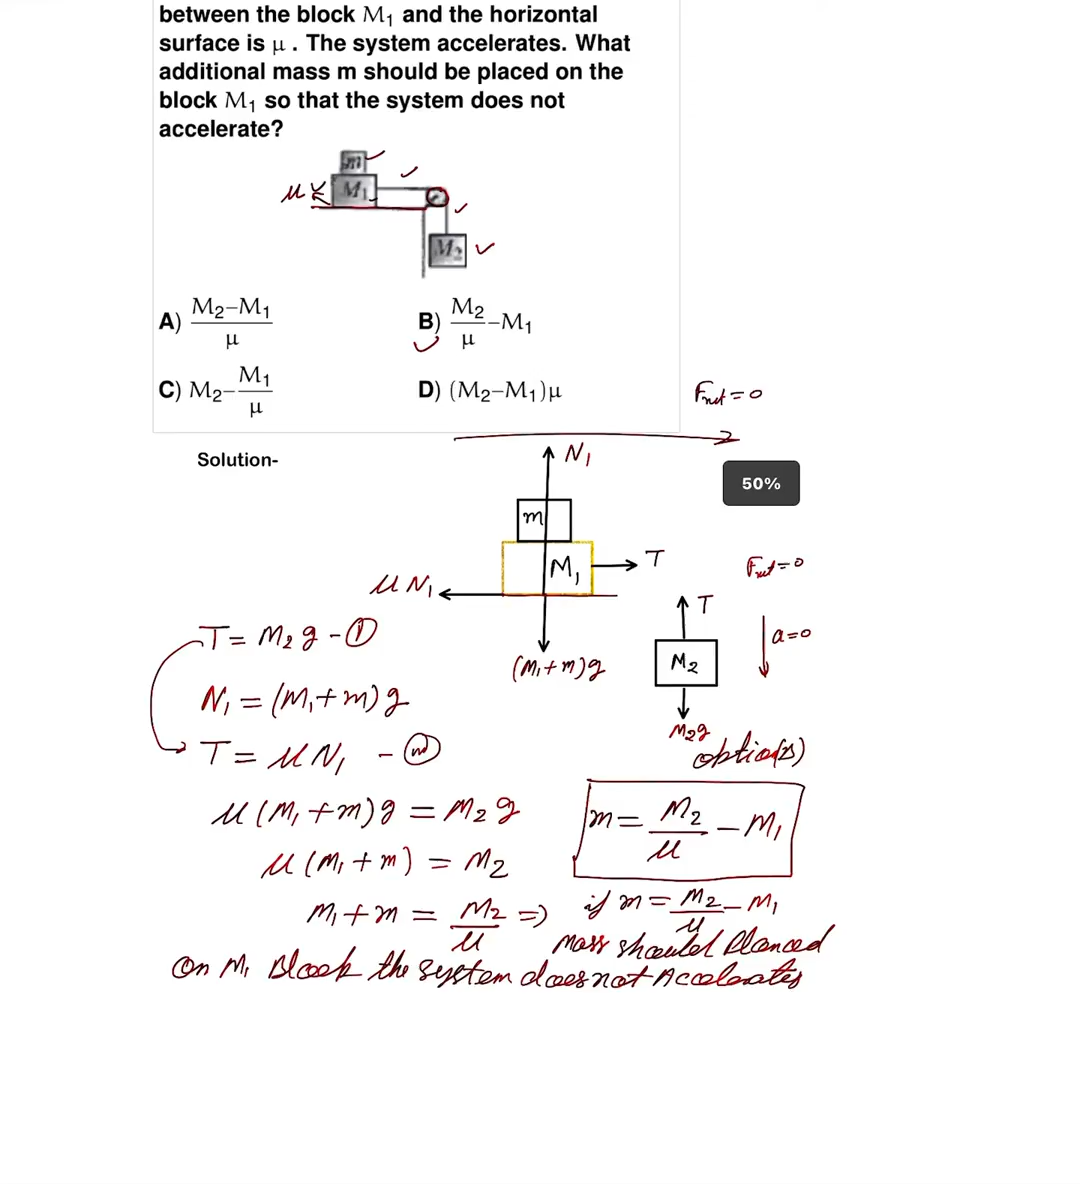 between the block M₁ and the horizontal
surface is μ . The system accelerates. What
additional mass m should be placed on the
block M₁ so that the system does not
accelerate?
m
μ M₁
M₂
A) M₂−M₁/μ B) M₂/μ −M₁
C) M₂− M₁/μ D) (M₂−M₁)μ
Fnet = 0
Solution-
N₁
50%
m
M₁ T
μN₁
Fnet = 0
T
T = M₂g - ①
a=0
(M₁+m)g
M₂
N₁ = (M₁+m)g
M₂g
T = μN₁ -
μ(M₁+m)g = M₂g
m = M₂/μ − M₁
μ(M₁+m) = M₂
M₁+m = M₂/μ ⇒ if m = M₂/μ − M₁
mass should Planced
On M₁ Block the System does not Accelerates